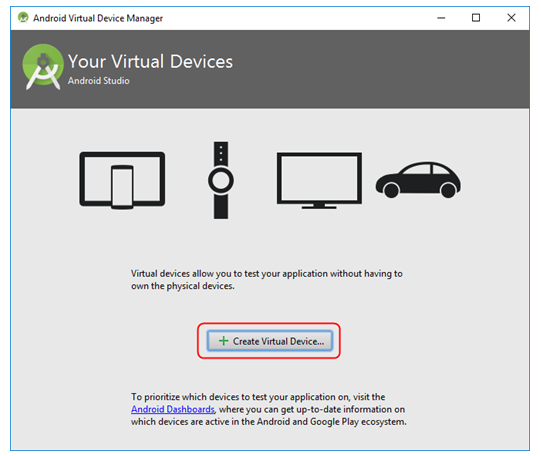 Android Virtual Device Manager
Your Virtual Devices
Android Studio
Virtual devices allow you to test your application without having to
own the physical devices.
Create Virtual Device...
To prioritize which devices to test your application on, visit the
Android Dashboards, where you can get up-to-date information on
which devices are active in the Android and Google Play ecosystem.